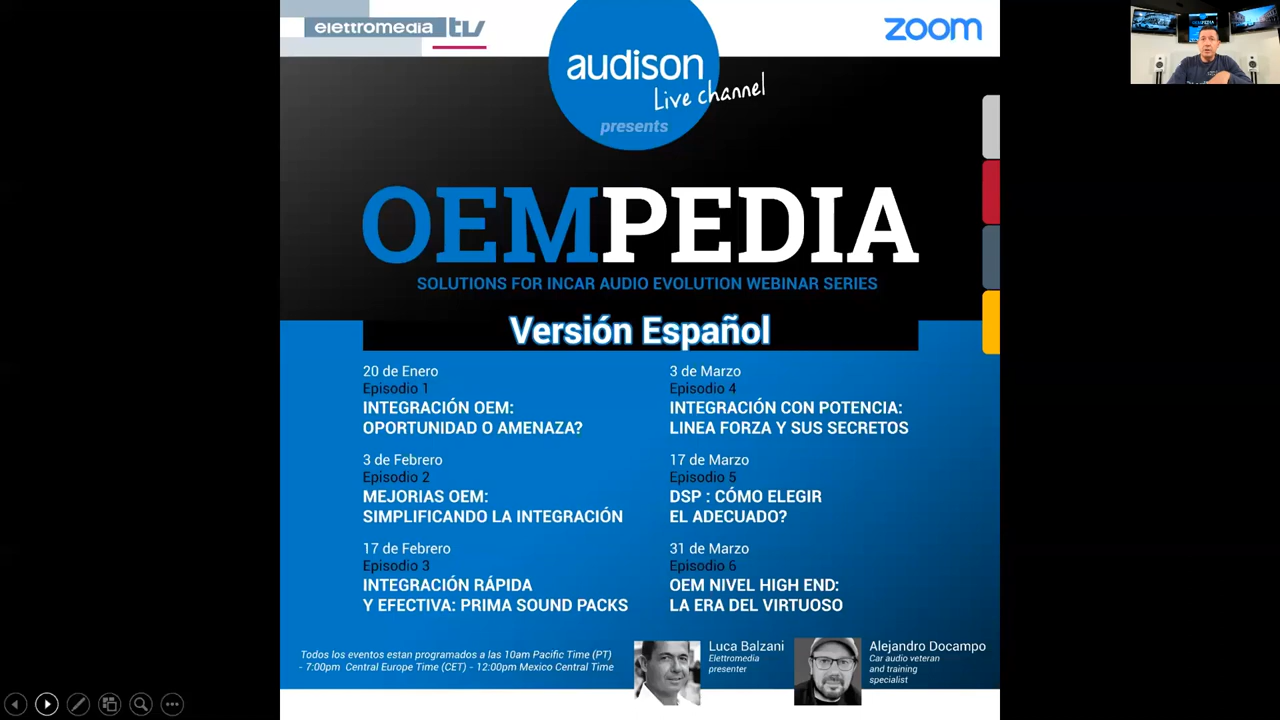 elettromedia tv
zoom
audison
Live channel
presents
OEMPEDIA
SOLUTIONS FOR INCAR AUDIO EVOLUTION WEBINAR SERIES
Versión Español
20 de Enero
Episodio 1
INTEGRACIÓN OEM:
OPORTUNIDAD O AMENAZA?
3 de Febrero
Episodio 2
MEJORIAS OEM:
SIMPLIFICANDO LA INTEGRACIÓN
17 de Febrero
Episodio 3
INTEGRACIÓN RÁPIDA
Y EFECTIVA: PRIMA SOUND PACKS
3 de Marzo
Episodio 4
INTEGRACIÓN CON POTENCIA:
LINEA FORZA Y SUS SECRETOS
17 de Marzo
Episodio 5
DSP : CÓMO ELEGIR
EL ADECUADO?
31 de Marzo
Episodio 6
OEM NIVEL HIGH END:
LA ERA DEL VIRTUOSO
Todos los eventos estan programados a las 10am Pacific Time (PT)
- 7:00pm Central Europe Time (CET) - 12:00pm Mexico Central Time
Luca Balzani
Elettromedia
presenter
Alejandro Docampo
Car audio veteran
and training
specialist